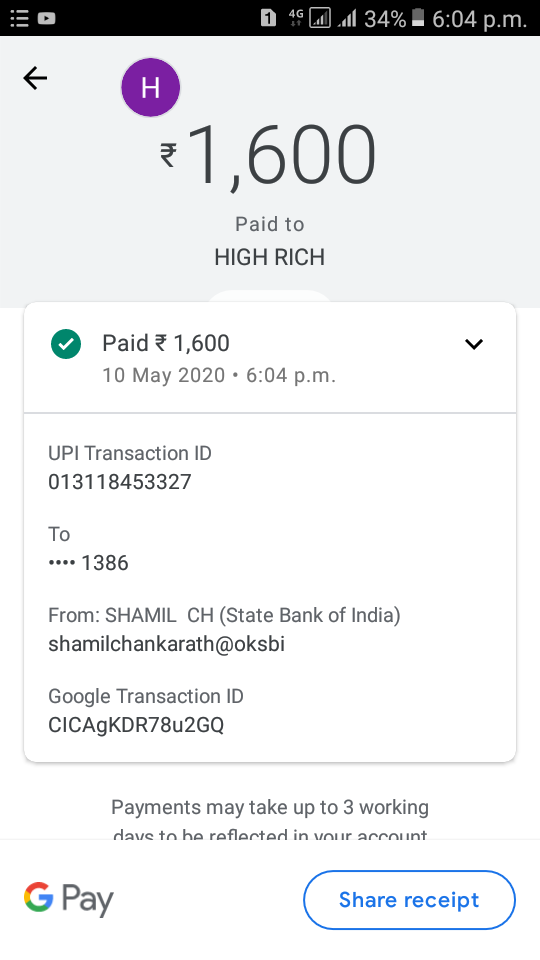 1 4G 34% 6:04 p.m.
H
₹1,600
Paid to
HIGH RICH
Paid ₹ 1,600
10 May 2020 • 6:04 p.m.
UPI Transaction ID
013118453327
To
•••• 1386
From: SHAMIL  CH (State Bank of India)
shamilchankarath@oksbi
Google Transaction ID
CICAgKDR78u2GQ
Payments may take up to 3 working
days to be reflected in your account
G Pay
Share receipt